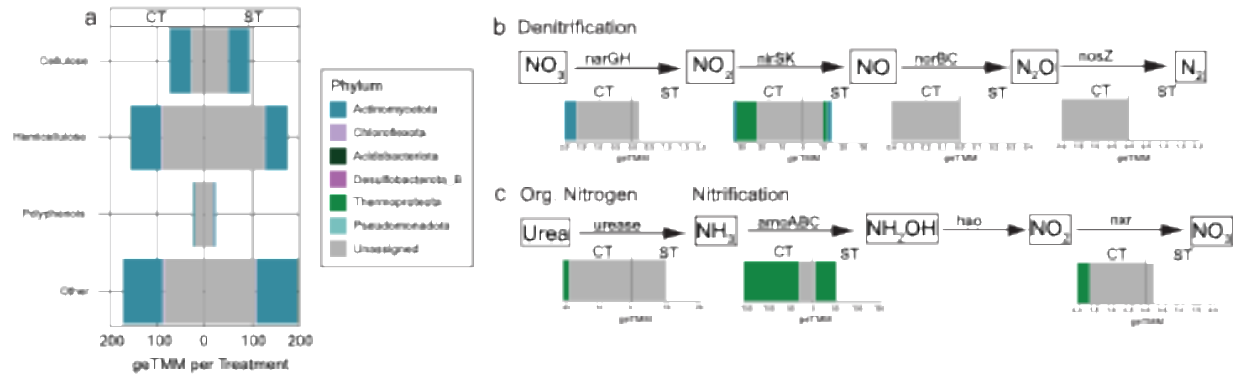 a
CT ST
Cellulose
Hemicellulose
Polyphenols
Other
200 100 0 100 200
geTMM per Treatment
Phylum
Actinomycetota
Chloroflexota
Acidobacteriota
Desulfobacterota_B
Thermoproteota
Pseudomonadota
Unassigned
b Denitrification
NO3 narGH NO2 nirSK NO norBC N2O nosZ N2
CT ST CT ST CT ST CT ST
geTMM geTMM geTMM geTMM
c Org. Nitrogen Nitrification
Urea urease NH3 amoABC NH2OH hao NO2 nxr NO3
CT ST CT ST CT ST
geTMM geTMM geTMM